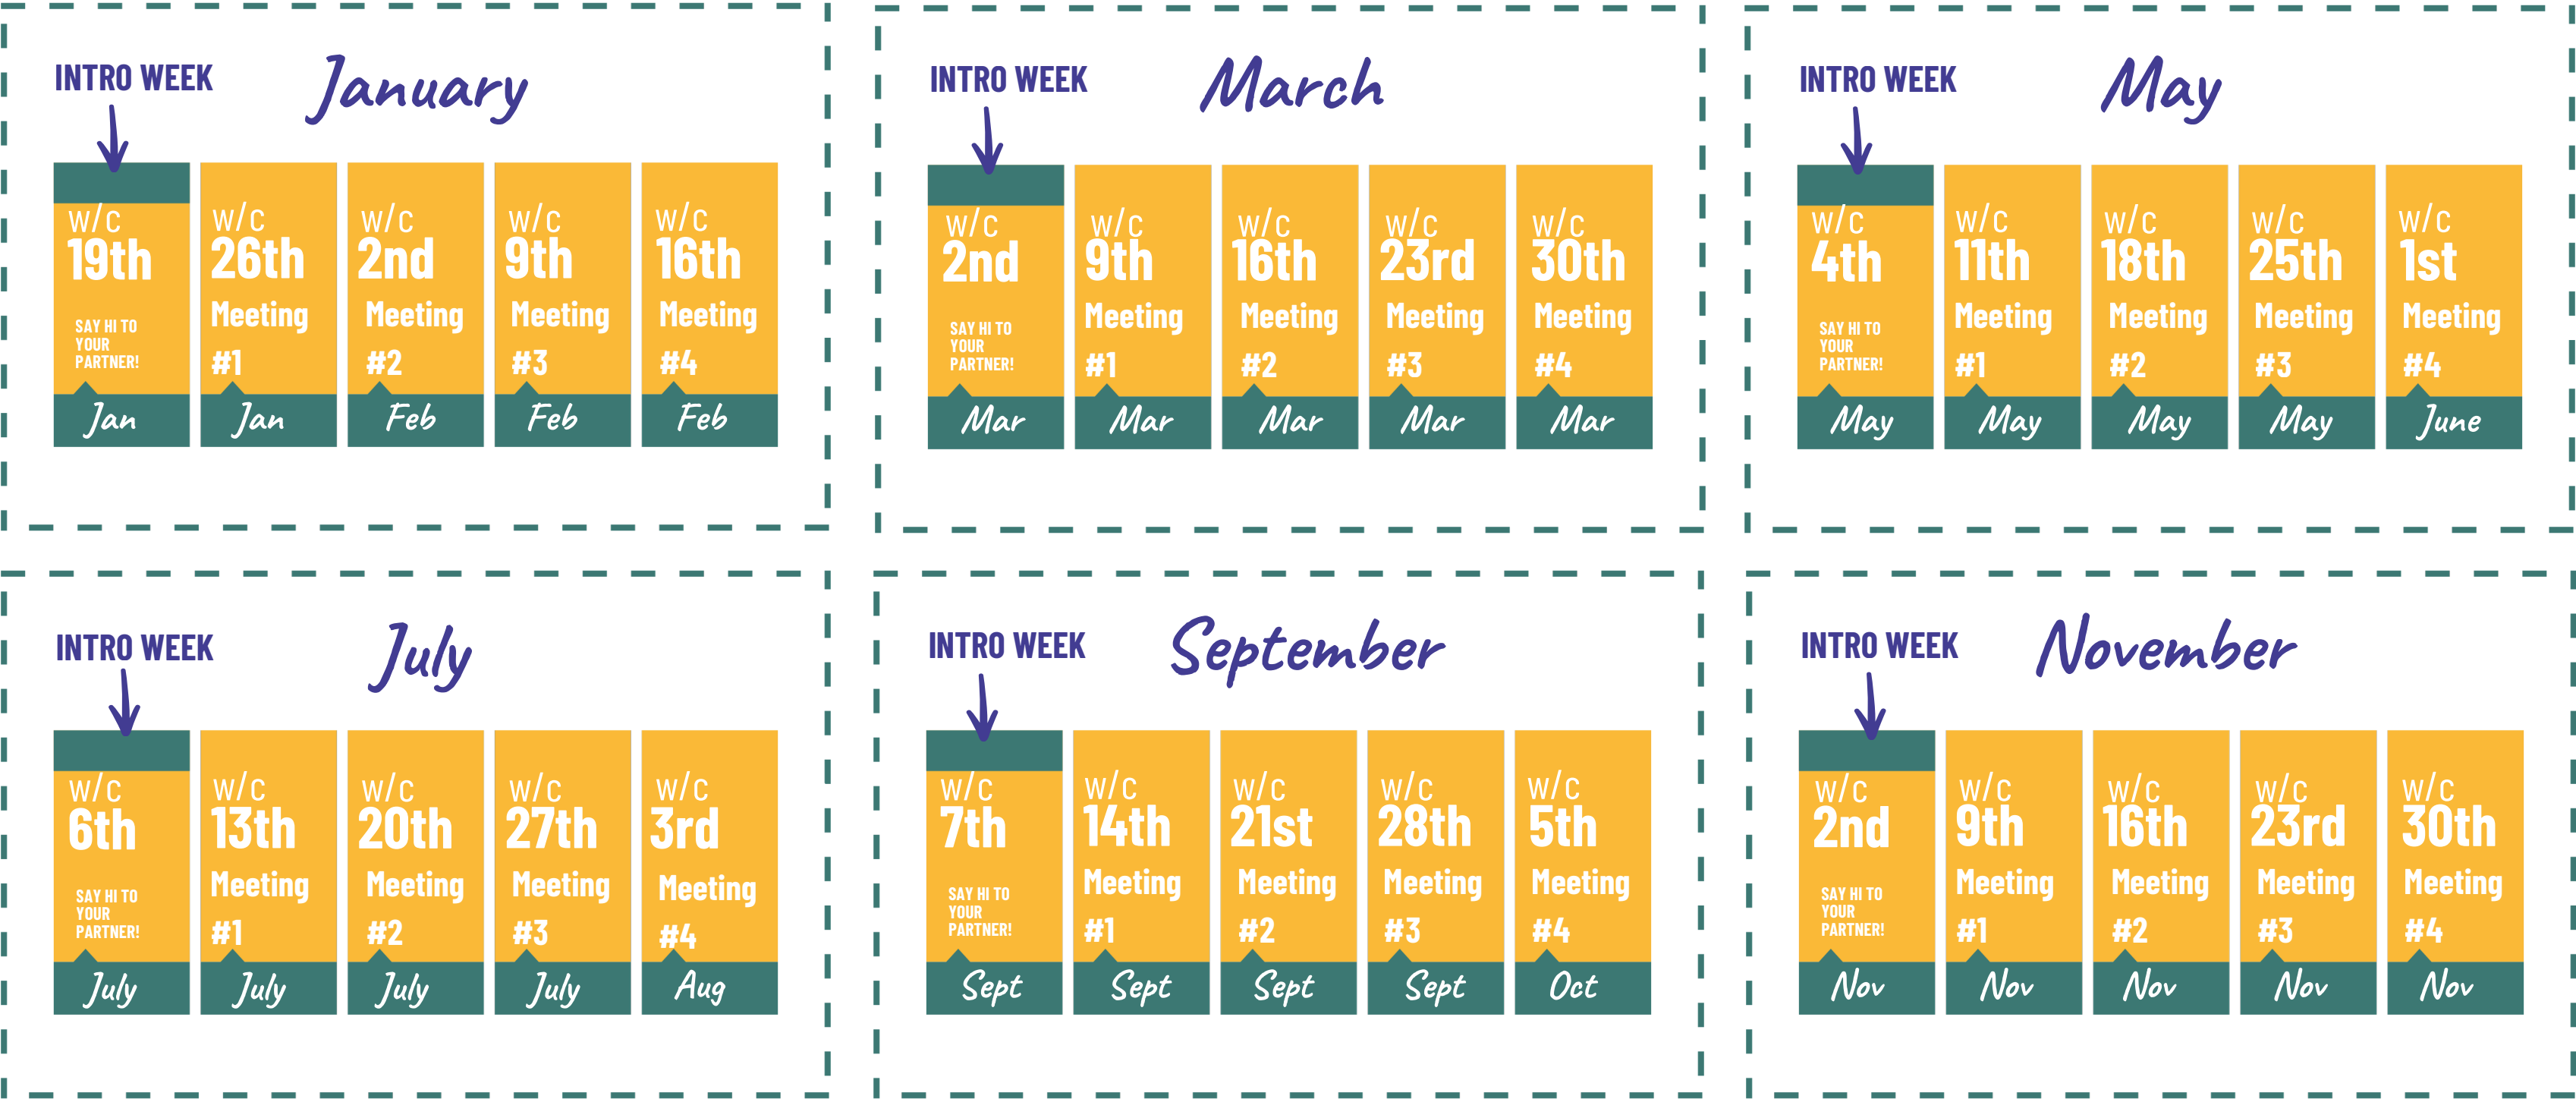 INTRO WEEK
January
W/C
19th
SAY HI TO
YOUR
PARTNER!
Jan
W/C
26th
Meeting
#1
Jan
W/C
2nd
Meeting
#2
Feb
W/C
9th
Meeting
#3
Feb
W/C
16th
Meeting
#4
Feb
INTRO WEEK
March
W/C
2nd
SAY HI TO
YOUR
PARTNER!
Mar
W/C
9th
Meeting
#1
Mar
W/C
16th
Meeting
#2
Mar
W/C
23rd
Meeting
#3
Mar
W/C
30th
Meeting
#4
Mar
INTRO WEEK
May
W/C
4th
SAY HI TO
YOUR
PARTNER!
May
W/C
11th
Meeting
#1
May
W/C
18th
Meeting
#2
May
W/C
25th
Meeting
#3
May
W/C
1st
Meeting
#4
June
INTRO WEEK
July
W/C
6th
SAY HI TO
YOUR
PARTNER!
July
W/C
13th
Meeting
#1
July
W/C
20th
Meeting
#2
July
W/C
27th
Meeting
#3
July
W/C
3rd
Meeting
#4
Aug
INTRO WEEK
September
W/C
7th
SAY HI TO
YOUR
PARTNER!
Sept
W/C
14th
Meeting
#1
Sept
W/C
21st
Meeting
#2
Sept
W/C
28th
Meeting
#3
Sept
W/C
5th
Meeting
#4
Oct
INTRO WEEK
November
W/C
2nd
SAY HI TO
YOUR
PARTNER!
Nov
W/C
9th
Meeting
#1
Nov
W/C
16th
Meeting
#2
Nov
W/C
23rd
Meeting
#3
Nov
W/C
30th
Meeting
#4
Nov